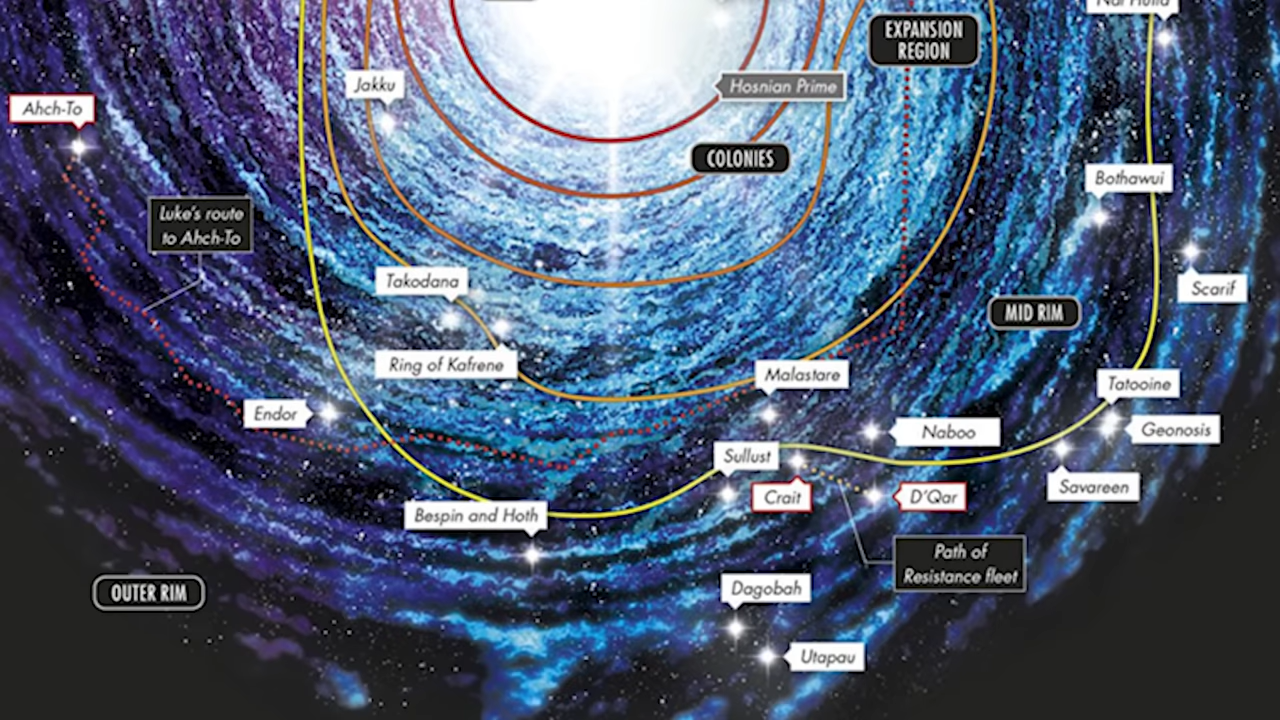 Nal Hutta
EXPANSION
REGION
Jakku
Hosnian Prime
Ahch-To
COLONIES
Bothawui
Luke's route
to Ahch-To
Takodana
Scarif
MID RIM
Ring of Kafrene
Malastare
Tatooine
Endor
Naboo
Geonosis
Sullust
Crait
D'Qar
Savareen
Bespin and Hoth
Path of
Resistance fleet
OUTER RIM
Dagobah
Utapau